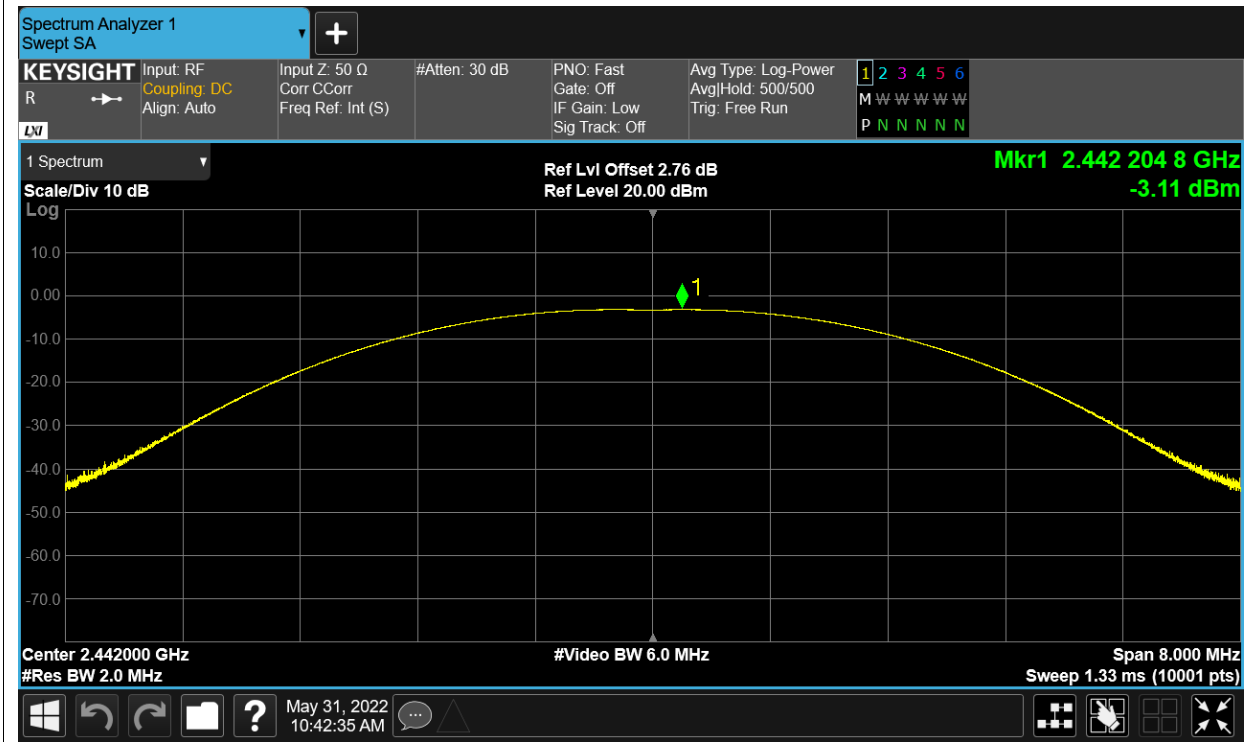 Spectrum Analyzer 1
Swept SA
KEYSIGHT
R
LXI
Input: RF
Coupling: DC
Align: Auto
Input Z: 50 Ω
Corr CCorr
Freq Ref: Int (S)
#Atten: 30 dB
PNO: Fast
Gate: Off
IF Gain: Low
Sig Track: Off
Avg Type: Log-Power
Avg|Hold: 500/500
Trig: Free Run
1 2 3 4 5 6
M W W W W W
P N N N N N
1 Spectrum
Scale/Div 10 dB
Log
Ref Lvl Offset 2.76 dB
Ref Level 20.00 dBm
Mkr1 2.442 204 8 GHz
-3.11 dBm
10.0
0.00
-10.0
-20.0
-30.0
-40.0
-50.0
-60.0
-70.0
1
Center 2.442000 GHz
#Res BW 2.0 MHz
#Video BW 6.0 MHz
Span 8.000 MHz
Sweep 1.33 ms (10001 pts)
?
May 31, 2022
10:42:35 AM